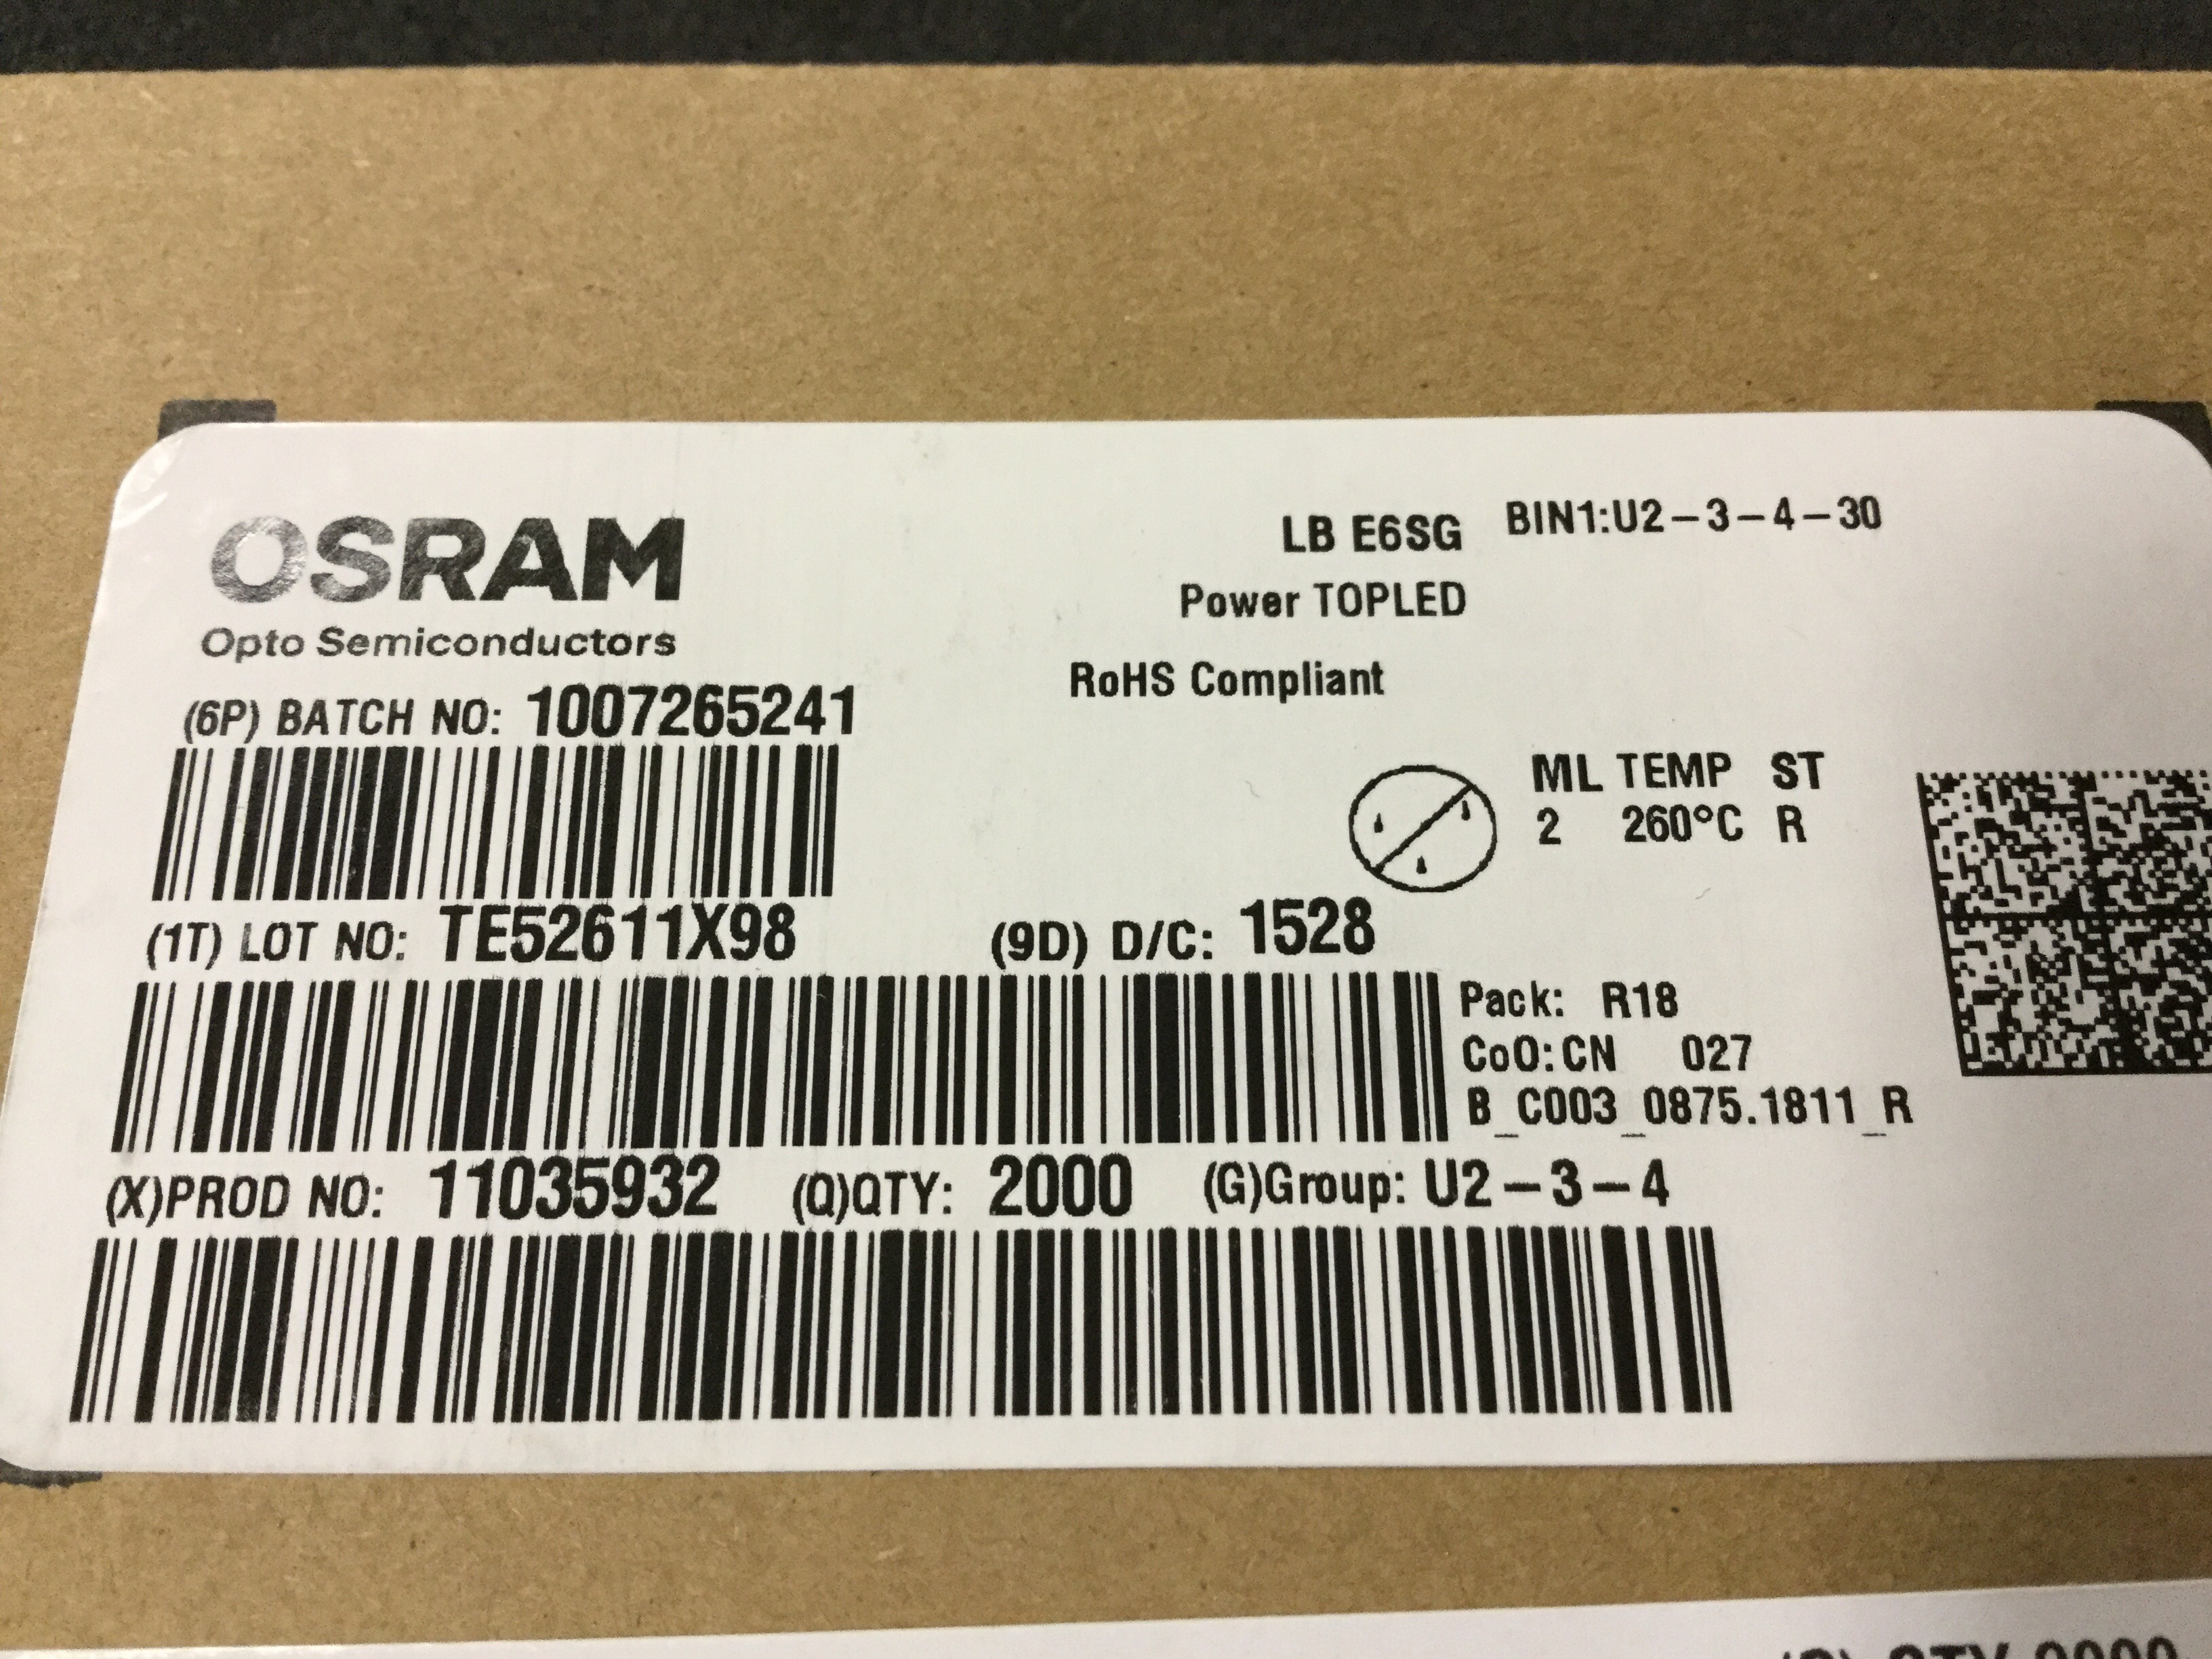 OSRAM
Opto Semiconductors
LB E6SG BIN1:U2-3-4-30
Power TOPLED
RoHS Compliant
(6P) BATCH NO: 1007265241
ML TEMP ST
2 260°C R
(1T) LOT NO: TE52611X98 (9D) D/C: 1528
Pack: R18
CoO:CN 027
B_C003_0875.1811_R
(X)PROD NO: 11035932 (Q)QTY: 2000 (G)Group: U2-3-4